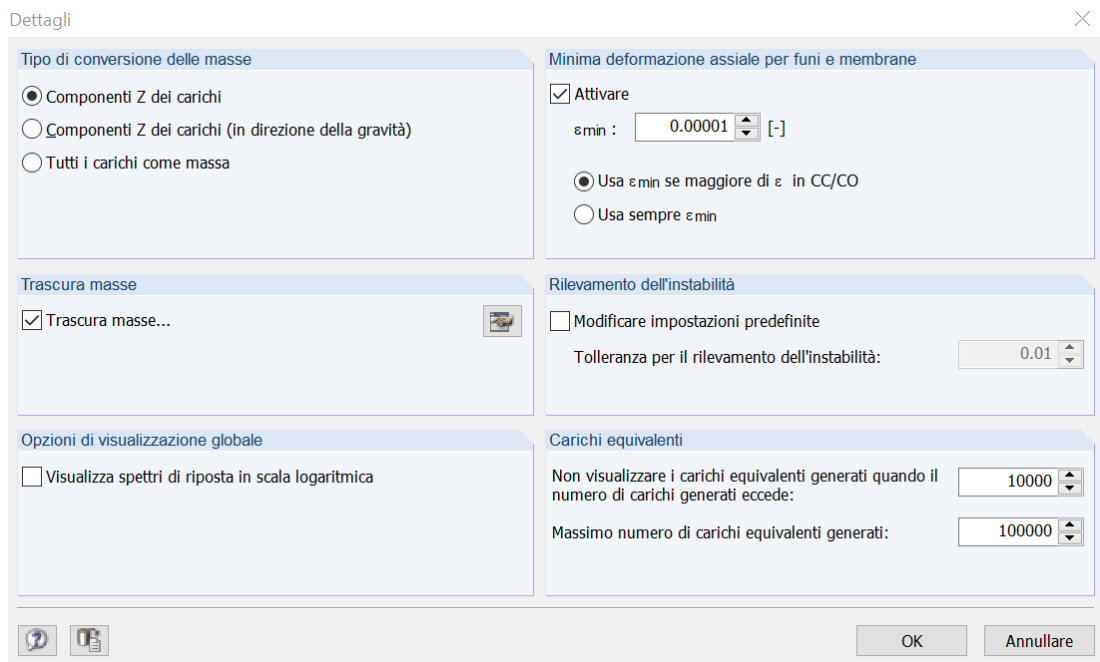 Dettagli
Tipo di conversione delle masse
Componenti Z dei carichi
Componenti Z dei carichi (in direzione della gravità)
Tutti i carichi come massa
Minima deformazione assiale per funi e membrane
Attivare
εmin : 0.00001 [-]
Usa εmin se maggiore di ε in CC/CO
Usa sempre εmin
Trascura masse
Trascura masse...
Rilevamento dell'instabilità
Modificare impostazioni predefinite
Tolleranza per il rilevamento dell'instabilità: 0.01
Opzioni di visualizzazione globale
Visualizza spettri di riposta in scala logaritmica
Carichi equivalenti
Non visualizzare i carichi equivalenti generati quando il
numero di carichi generati eccede: 10000
Massimo numero di carichi equivalenti generati: 100000
OK
Annullare